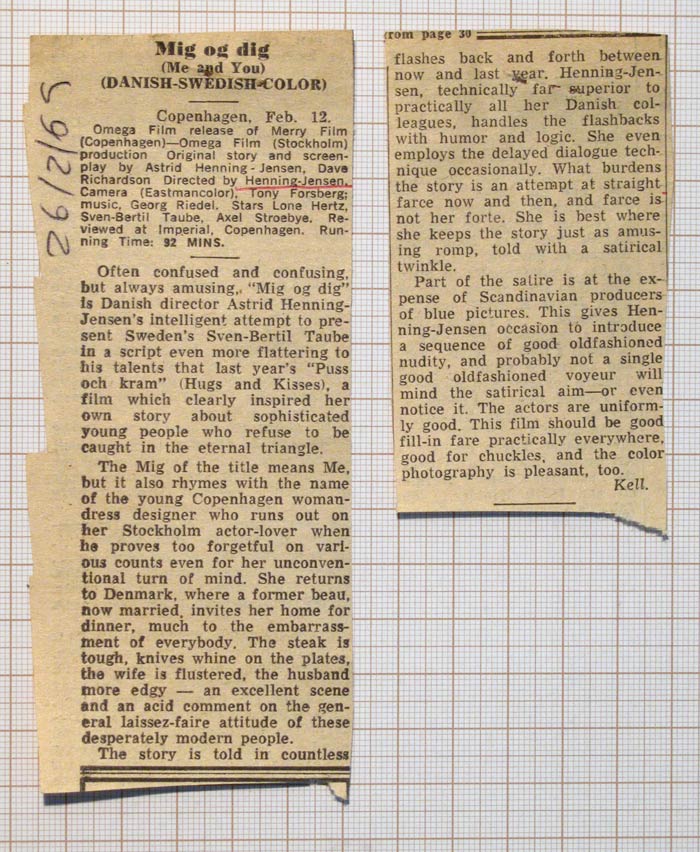 26/2/69
Mig og dig
(Me and You)
(DANISH-SWEDISH-COLOR)
Copenhagen, Feb. 12.
Omega Film release of Merry Film
(Copenhagen)—Omega Film (Stockholm)
production Original story and screen-
play by Astrid Henning-Jensen, Dave
Richardson Directed by Henning-Jensen.
Camera (Eastmancolor), Tony Forsberg;
music, Georg Riedel. Stars Lone Hertz,
Sven-Bertil Taube, Axel Stroebye. Re-
viewed at Imperial, Copenhagen. Run-
ning Time: 92 MINS.
Often confused and confusing,
but always amusing, "Mig og dig"
is Danish director Astrid Henning-
Jensen's intelligent attempt to pre-
sent Sweden's Sven-Bertil Taube
in a script even more flattering to
his talents that last year's "Puss
och kram" (Hugs and Kisses), a
film which clearly inspired her
own story about sophisticated
young people who refuse to be
caught in the eternal triangle.
The Mig of the title means Me,
but it also rhymes with the name
of the young Copenhagen woman-
dress designer who runs out on
her Stockholm actor-lover when
he proves too forgetful on vari-
ous counts even for her unconven-
tional turn of mind. She returns
to Denmark, where a former beau,
now married, invites her home for
dinner, much to the embarrass-
ment of everybody. The steak is
tough, knives whine on the plates,
the wife is flustered, the husband
more edgy — an excellent scene
and an acid comment on the gen-
eral laissez-faire attitude of these
desperately modern people.
The story is told in countless
rom page 30
flashes back and forth between
now and last year. Henning-Jen-
sen, technically far superior to
practically all her Danish col-
leagues, handles the flashbacks
with humor and logic. She even
employs the delayed dialogue tech-
nique occasionally. What burdens
the story is an attempt at straight
farce now and then, and farce is
not her forte. She is best where
she keeps the story just as amus-
ing romp, told with a satirical
twinkle.
Part of the satire is at the ex-
pense of Scandinavian producers
of blue pictures. This gives Hen-
ning-Jensen occasion to introduce
a sequence of good oldfashioned
nudity, and probably not a single
good oldfashioned voyeur will
mind the satirical aim—or even
notice it. The actors are uniform-
ly good. This film should be good
fill-in fare practically everywhere,
good for chuckles, and the color
photography is pleasant, too.
Kell.